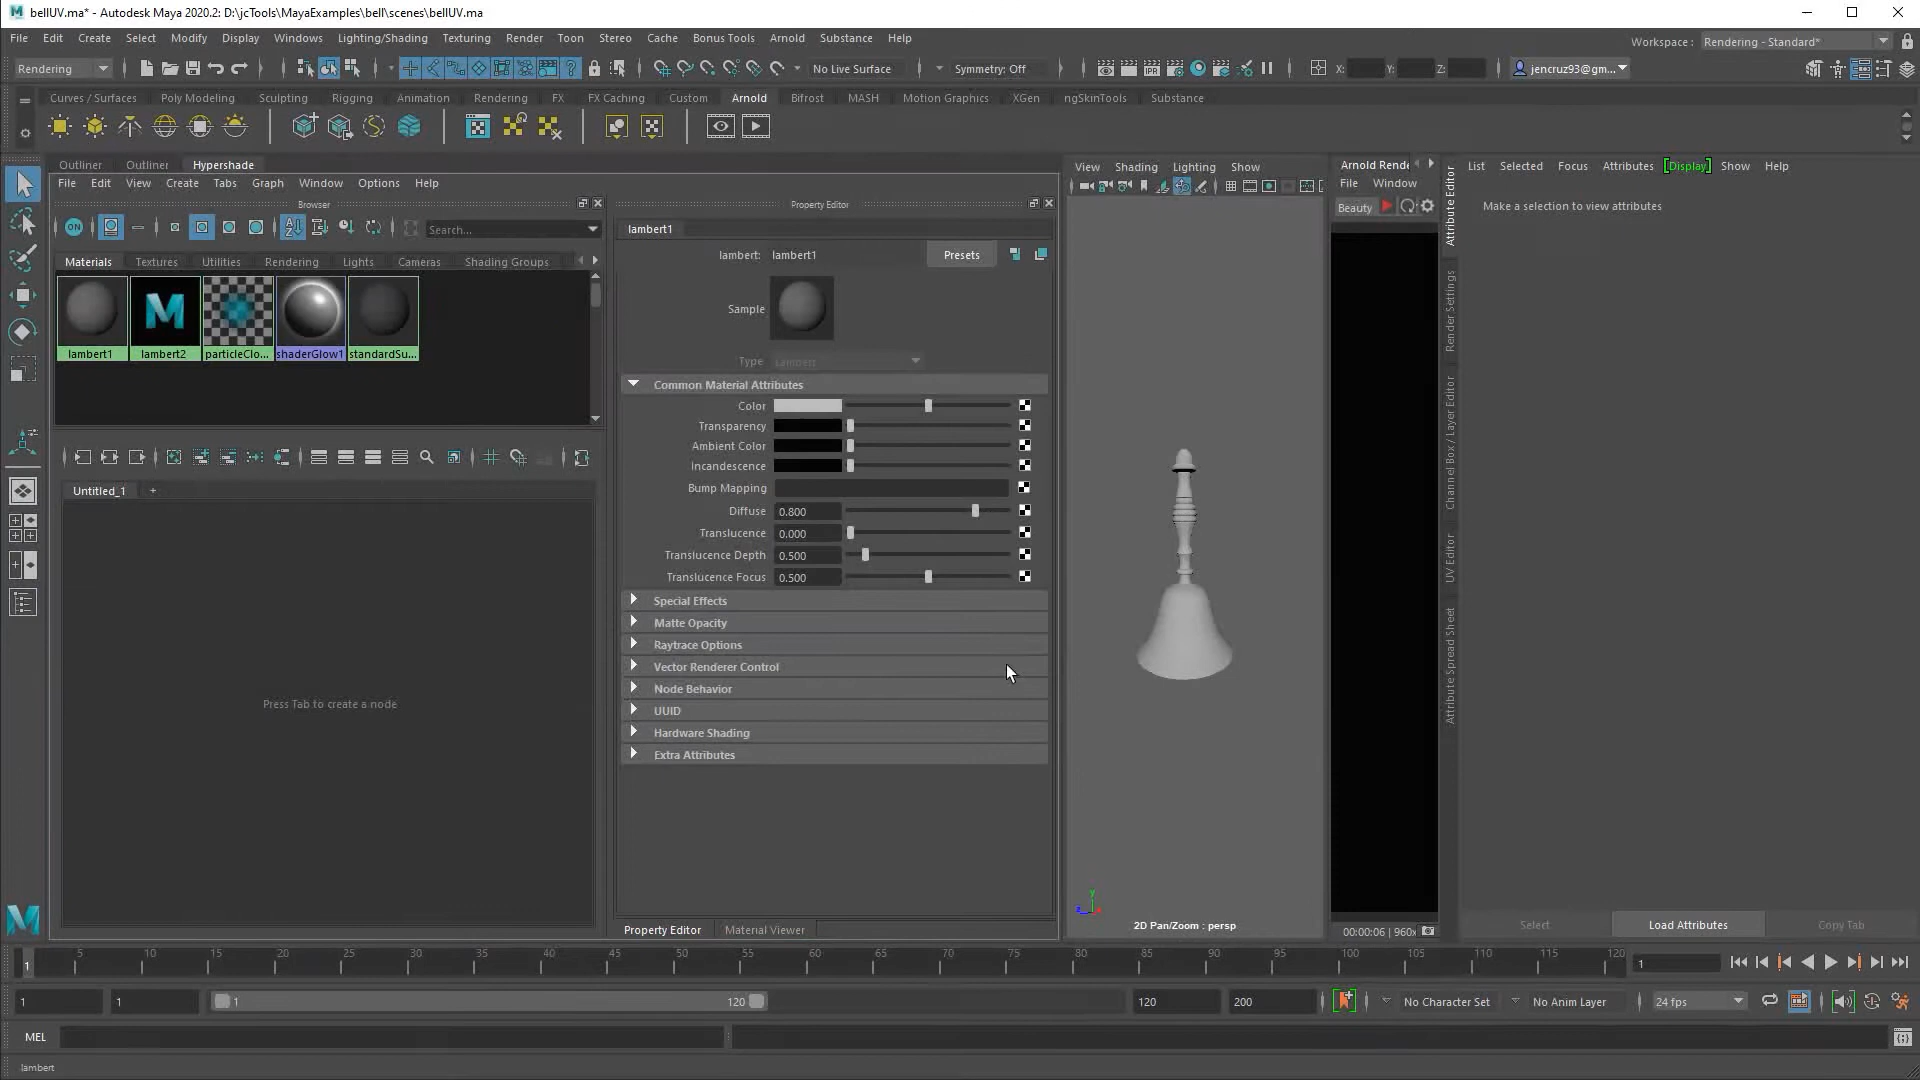 bellUV.ma* - Autodesk Maya 2020.2: D:\jcTools\MayaExamples\bell\scenes\bellUV.ma
File Edit Create Select Modify Display Windows Lighting/Shading Texturing Render Toon Stereo Cache Bonus Tools Arnold Substance Help
Workspace : Rendering - Standard*
Rendering No Live Surface Symmetry: Off X: Y: Z: jencruz93@gm...
Curves / Surfaces Poly Modeling Sculpting Rigging Animation Rendering FX FX Caching Custom Arnold Bifrost MASH Motion Graphics XGen ngSkinTools Substance
Outliner Outliner Hypershade
File Edit View Create Tabs Graph Window Options Help
Browser
ON Search...
Materials Textures Utilities Rendering Lights Cameras Shading Groups
lambert1 lambert2 particleClo... shaderGlow1 standardSu...
Untitled_1 +
Press Tab to create a node
Property Editor
lambert1
lambert: lambert1 Presets
Sample
Type Lambert
Common Material Attributes
Color
Transparency
Ambient Color
Incandescence
Bump Mapping
Diffuse 0.800
Translucence 0.000
Translucence Depth 0.500
Translucence Focus 0.500
Special Effects
Matte Opacity
Raytrace Options
Vector Renderer Control
Node Behavior
UUID
Hardware Shading
Extra Attributes
Property Editor Material Viewer
View Shading Lighting Show
2D Pan/Zoom : persp
Arnold Rende
File Window
Beauty
00:00:06 | 960x
Attribute Editor
Render Settings
Channel Box / Layer Editor
UV Editor
Attribute Spread Sheet
List Selected Focus Attributes [Display] Show Help
Make a selection to view attributes
Select Load Attributes Copy Tab
1 5 10 15 20 25 30 35 40 45 50 55 60 65 70 75 80 85 90 95 100 105 110 115 120 1
1 1 1 120 120 200 No Character Set No Anim Layer 24 fps
MEL
lambert